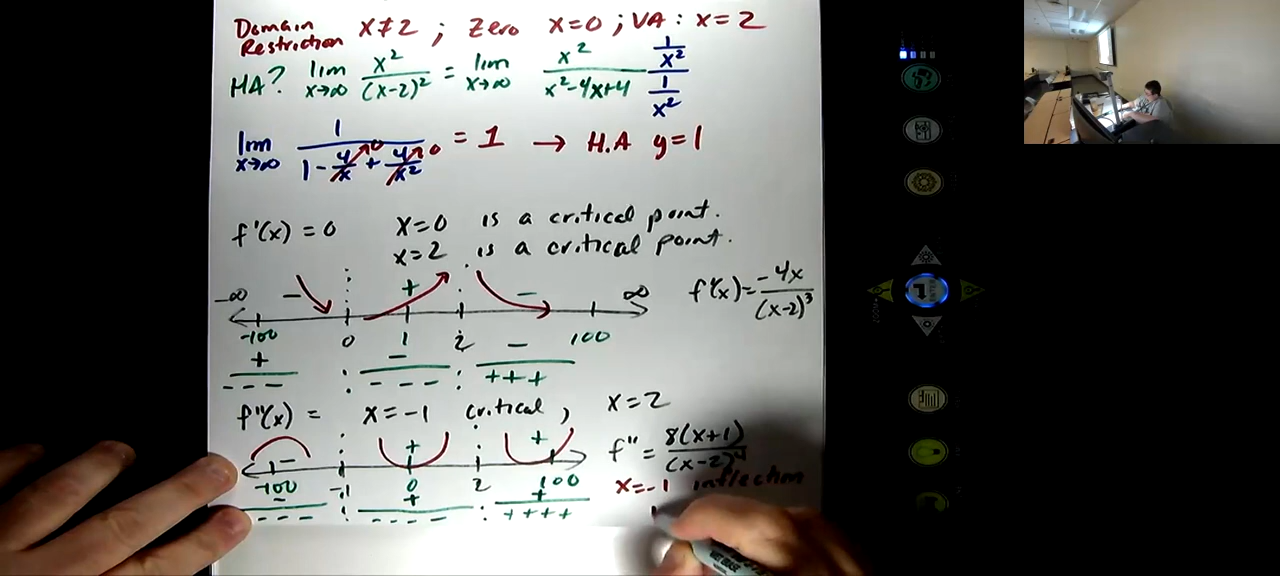 Domain Restriction x ≠ 2 ; Zero x=0 ; VA : x=2
HA? lim x→∞ x²/(x-2)² = lim x→∞ x²/(x²-4x+4) (1/x²)/(1/x²)
lim x→∞ 1/(1 - 4/x + 4/x²) = 1 → H.A y=1
0 0
f'(x) = 0 x=0 is a critical point.
x=2 is a critical point.
-∞ - + - ∞ f'(x) = -4x/(x-2)³
-100 0 1 2 100
+ - -
--- : --- : +++
f''(x) = x=-1 critical, x=2
- + + f'' = 8(x+1)/(x-2)⁴
-100 -1 0 2 100 x=-1 inflection
- + +
---- : ---- : ++++